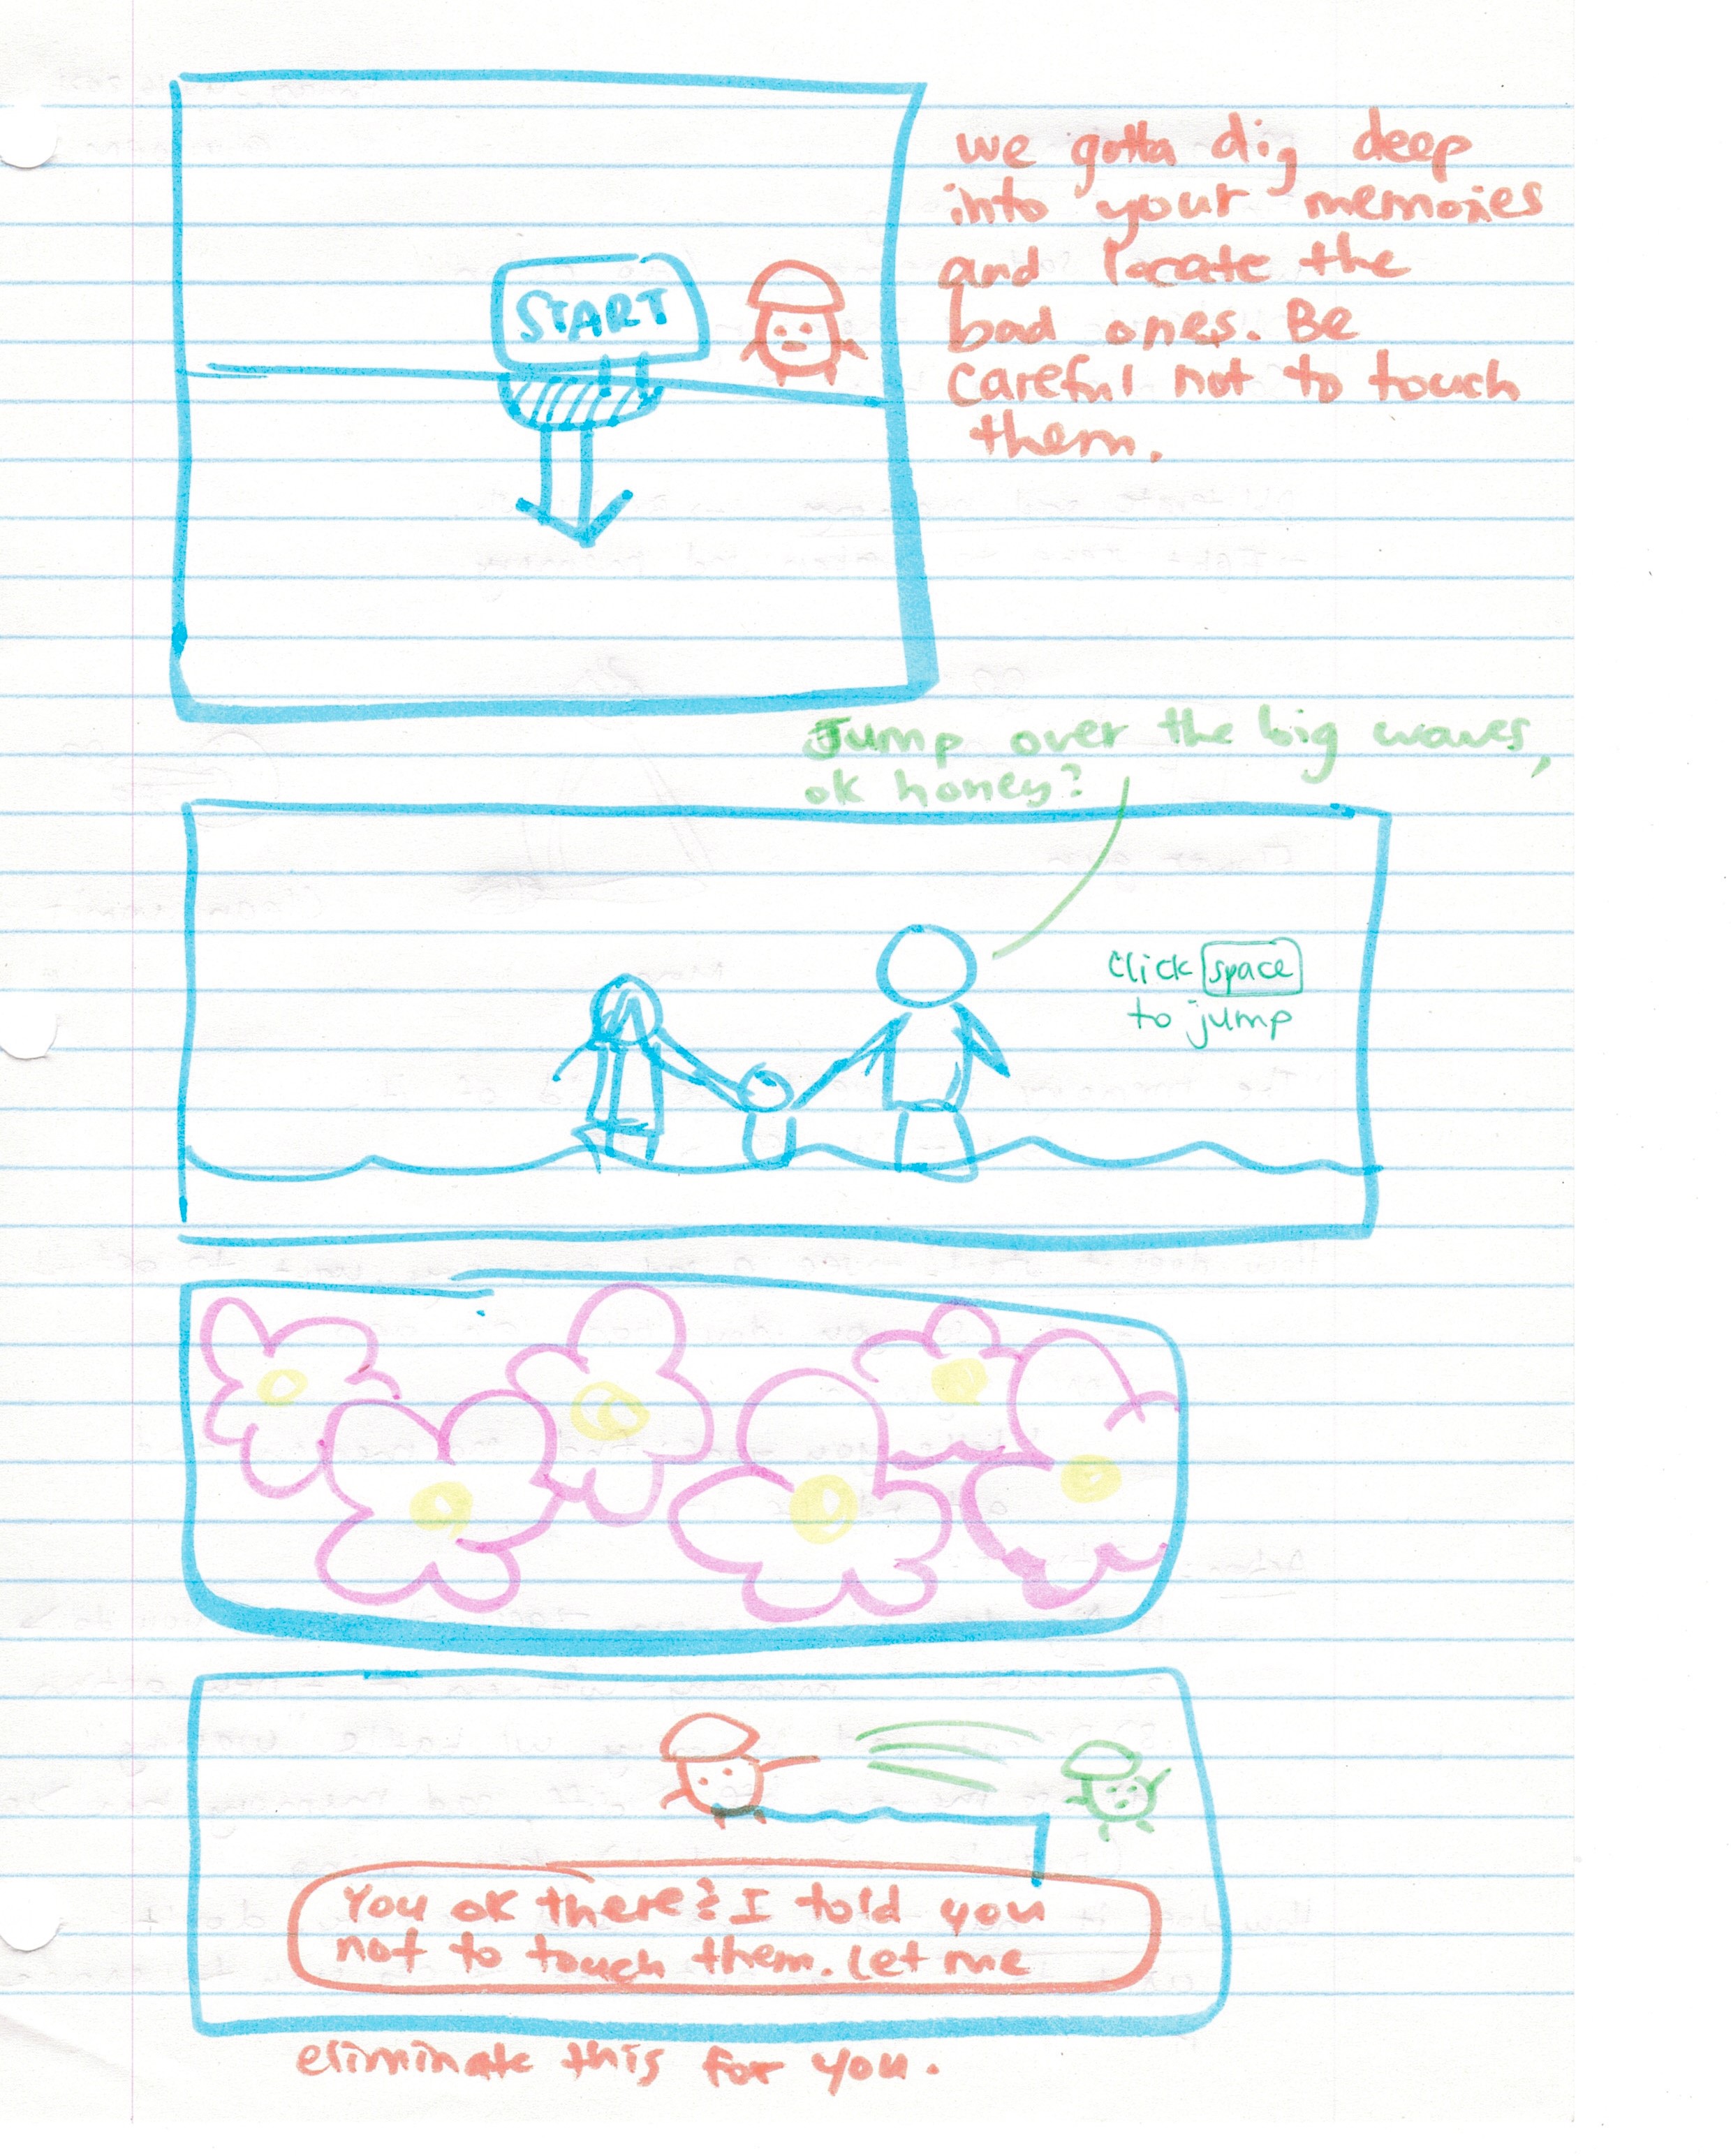 we gotta dig deep
into your memories
and locate the
bad ones. Be
careful not to touch
them.
START
Jump over the big waves,
ok honey?
Click space
to jump
You ok there? I told you
not to touch them. Let me
eliminate this for you.